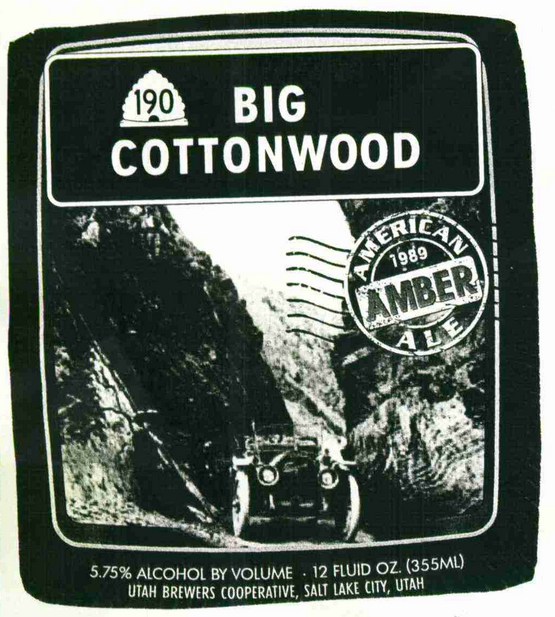 190
BIG
COTTONWOOD
AMERICAN
1989
AMBER
ALE
5.75% ALCOHOL BY VOLUME · 12 FLUID OZ. (355ML)
UTAH BREWERS COOPERATIVE, SALT LAKE CITY, UTAH